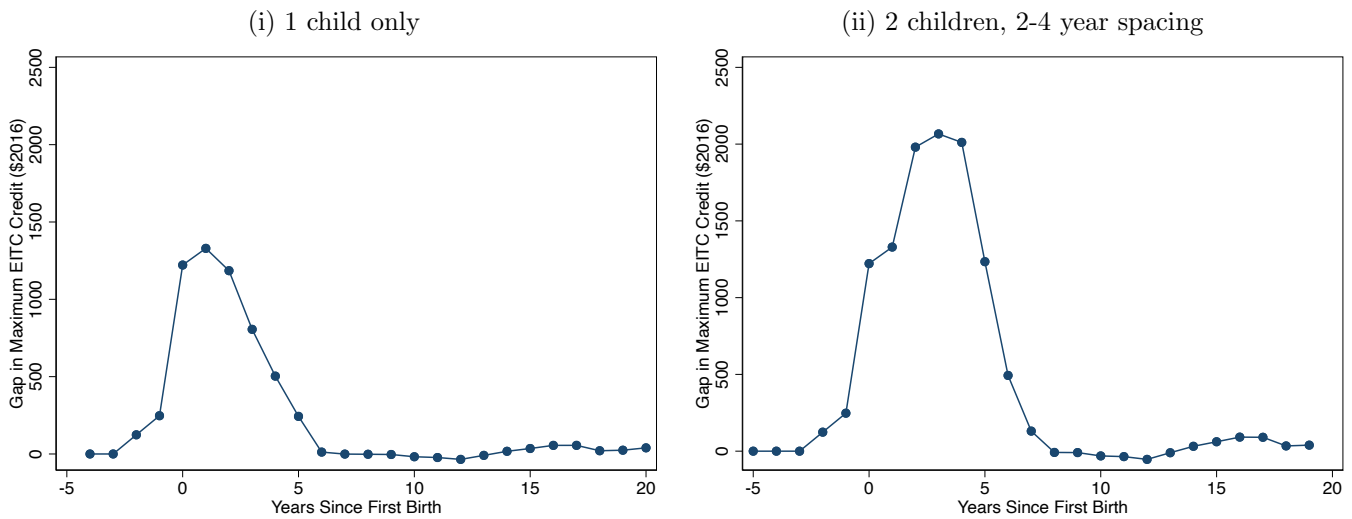 (i) 1 child only
Gap in Maximum EITC Credit ($2016)
2500
2000
1500
1000
500
0
-5 0 5 10 15 20
Years Since First Birth
(ii) 2 children, 2-4 year spacing
Gap in Maximum EITC Credit ($2016)
2500
2000
1500
1000
500
0
-5 0 5 10 15 20
Years Since First Birth